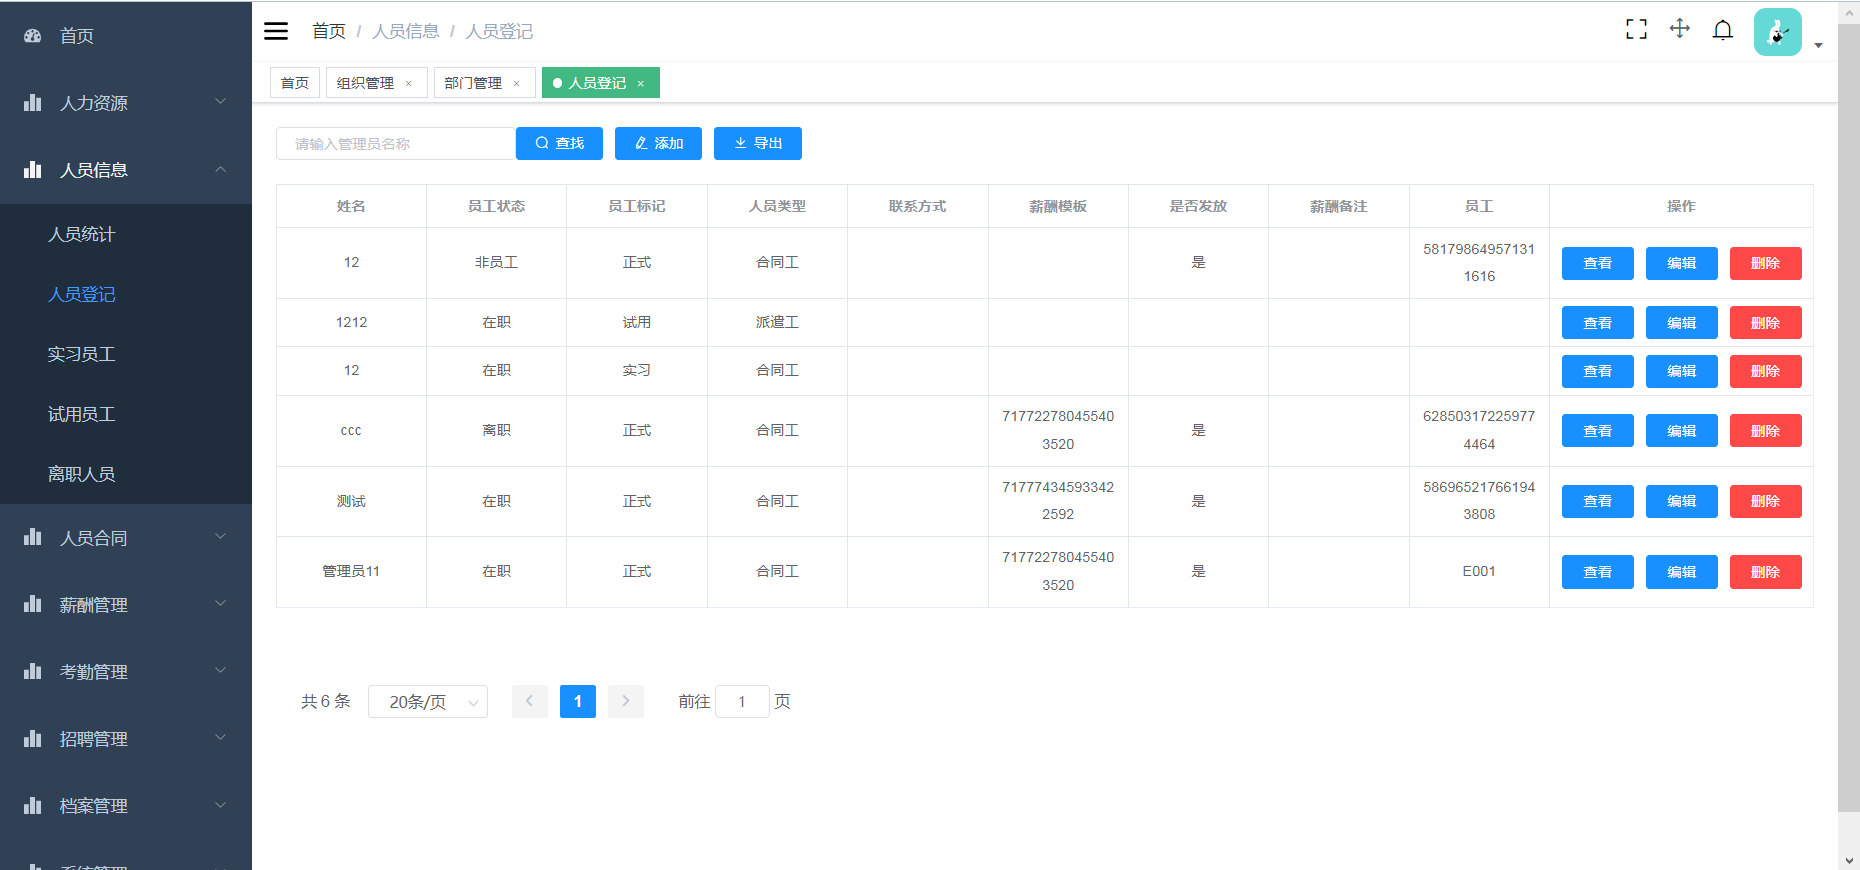 首页
人力资源
人员信息
人员统计
人员登记
实习员工
试用员工
离职人员
人员合同
薪酬管理
考勤管理
招聘管理
档案管理
系统管理
首页 / 人员信息 / 人员登记
首页 组织管理 × 部门管理 × 人员登记 ×
请输入管理员名称 查找 添加 导出
姓名 员工状态 员工标记 人员类型 联系方式 薪酬模板 是否发放 薪酬备注 员工 操作
12 非员工 正式 合同工 是 58179864957131 查看 编辑 删除
1616
1212 在职 试用 派遣工 查看 编辑 删除
12 在职 实习 合同工 查看 编辑 删除
ccc 离职 正式 合同工 71772278045540 是 62850317225977 查看 编辑 删除
3520 4464
测试 在职 正式 合同工 71777434593342 是 58696521766194 查看 编辑 删除
2592 3808
管理员11 在职 正式 合同工 71772278045540 是 E001 查看 编辑 删除
3520
共 6 条 20条/页 1 前往 1 页